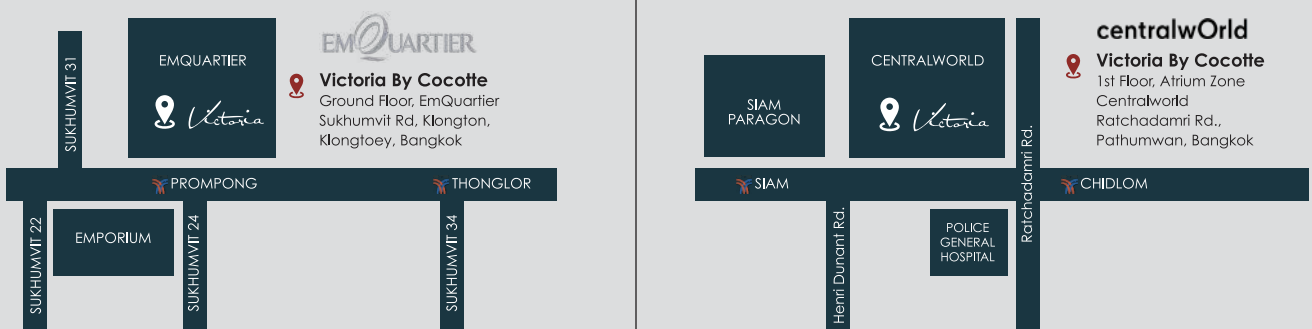 EMQUARTIER
EMQUARTIER
Victoria By Cocotte
Ground Floor, EmQuartier
Sukhumvit Rd, Klongton,
Klongtoey, Bangkok
Victoria
SUKHUMVIT 31
PROMPONG
THONGLOR
SUKHUMVIT 22
EMPORIUM
SUKHUMVIT 24
SUKHUMVIT 34
centralwOrld
Victoria By Cocotte
1st Floor, Atrium Zone
Centralworld
Ratchadamri Rd.,
Pathumwan, Bangkok
SIAM
PARAGON
CENTRALWORLD
Victoria
Ratchadamri Rd.
SIAM
CHIDLOM
Henri Dunant Rd.
POLICE
GENERAL
HOSPITAL